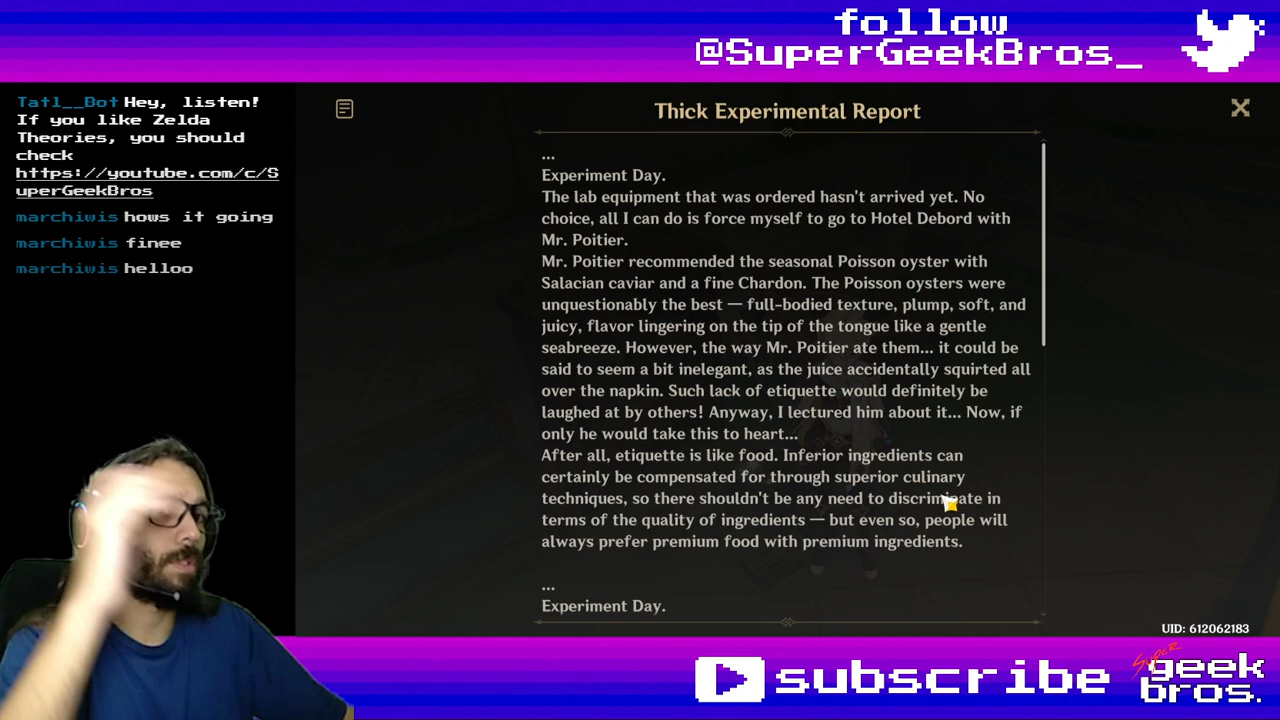 follow
@SuperGeekBros_
Tatl__Bot Hey, listen!
If you like Zelda
Theories, you should
check
https://youtube.com/c/S
uperGeekBros
marchiwis hows it going
marchiwis finee
marchiwis helloo
Thick Experimental Report
...
Experiment Day.
The lab equipment that was ordered hasn't arrived yet. No
choice, all I can do is force myself to go to Hotel Debord with
Mr. Poitier.
Mr. Poitier recommended the seasonal Poisson oyster with
Salacian caviar and a fine Chardon. The Poisson oysters were
unquestionably the best — full-bodied texture, plump, soft, and
juicy, flavor lingering on the tip of the tongue like a gentle
seabreeze. However, the way Mr. Poitier ate them... it could be
said to seem a bit inelegant, as the juice accidentally squirted all
over the napkin. Such lack of etiquette would definitely be
laughed at by others! Anyway, I lectured him about it... Now, if
only he would take this to heart...
After all, etiquette is like food. Inferior ingredients can
certainly be compensated for through superior culinary
techniques, so there shouldn't be any need to discriminate in
terms of the quality of ingredients — but even so, people will
always prefer premium food with premium ingredients.
...
Experiment Day.
UID: 612062183
subscribe
Super
geek
bros.